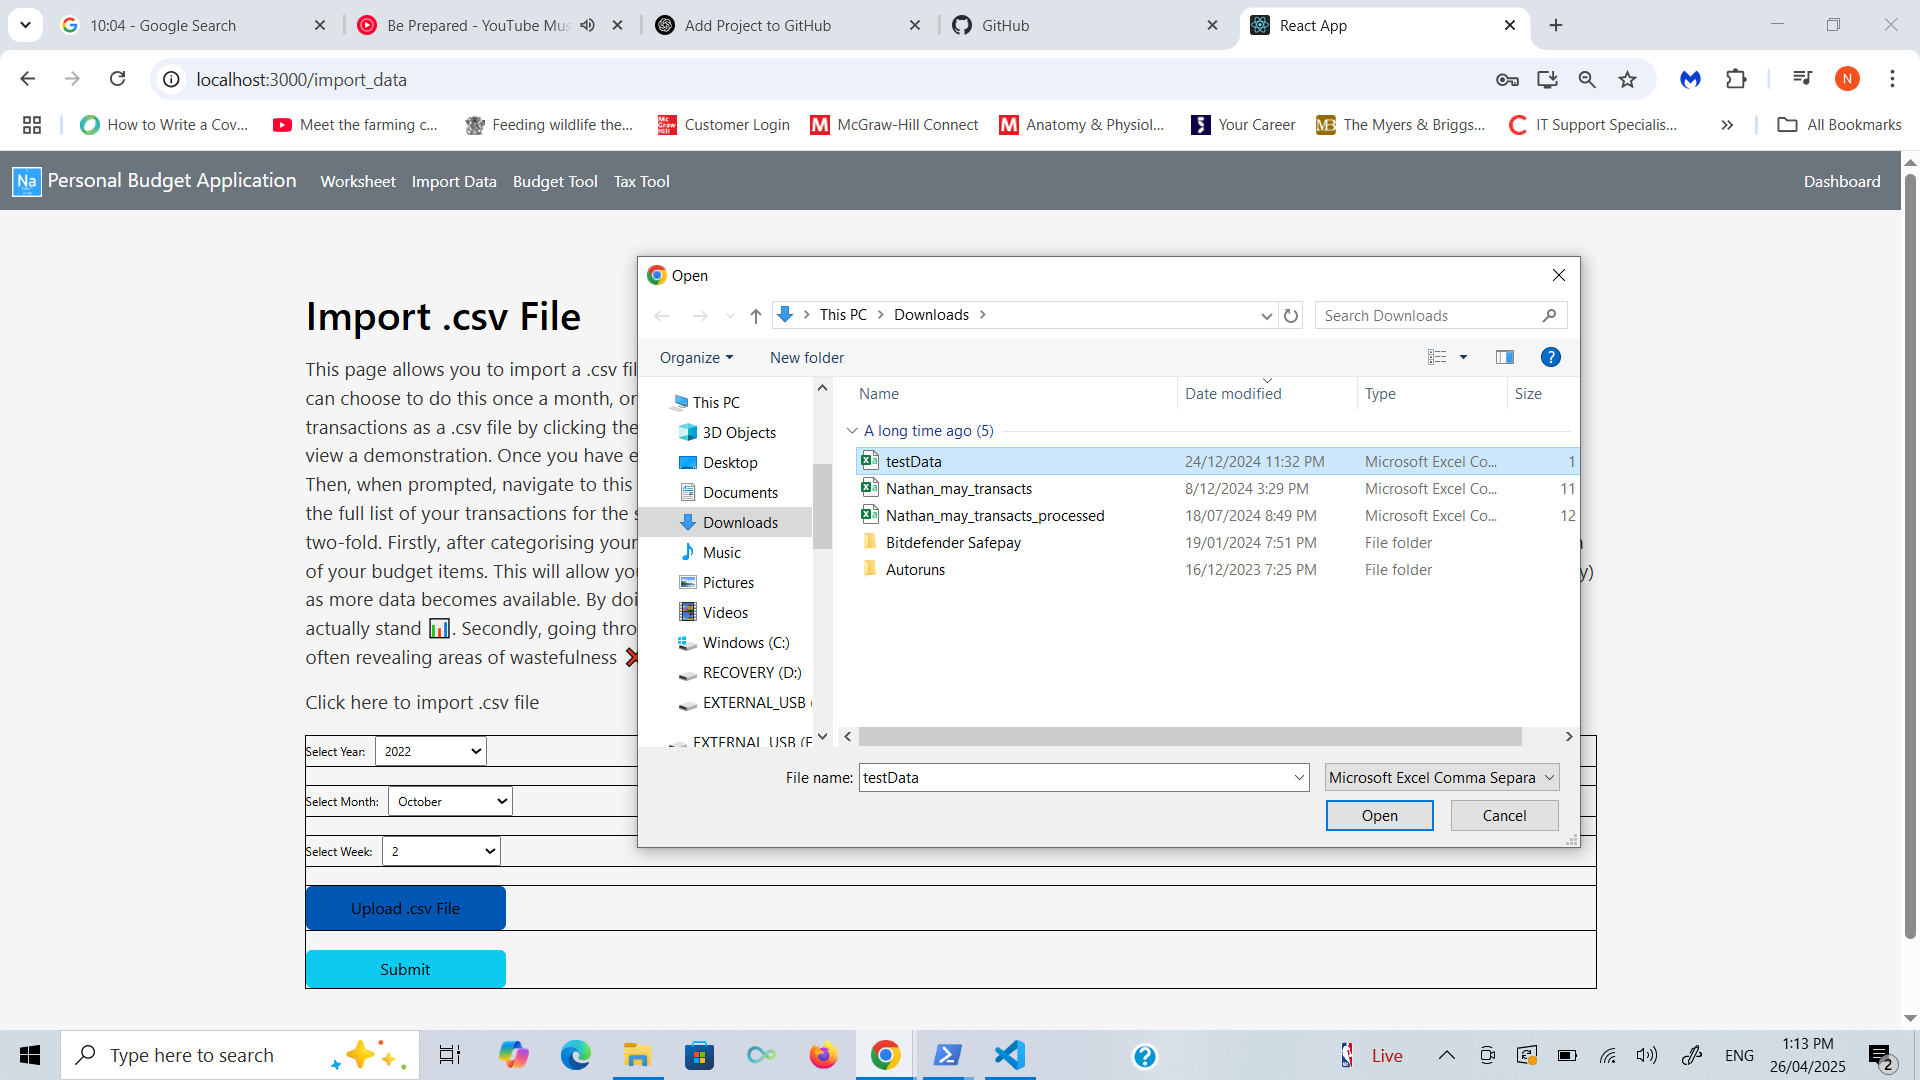 10:04 - Google Search
Be Prepared - YouTube Mus
Add Project to GitHub
GitHub
React App
localhost:3000/import_data
N
How to Write a Cov...
Meet the farming c...
Feeding wildlife the...
Customer Login
McGraw-Hill Connect
Anatomy & Physiol...
Your Career
The Myers & Briggs...
IT Support Specialis...
All Bookmarks
Na Personal Budget Application
Worksheet
Import Data
Budget Tool
Tax Tool
Dashboard
Import .csv File
This page allows you to import a .csv fil
can choose to do this once a month, or
transactions as a .csv file by clicking the
view a demonstration. Once you have e
Then, when prompted, navigate to this
the full list of your transactions for the s
two-fold. Firstly, after categorising your
of your budget items. This will allow you
as more data becomes available. By doi
actually stand 📊. Secondly, going thro
often revealing areas of wastefulness ❌
y)
Click here to import .csv file
Select Year: 2022
Select Month: October
Select Week: 2
Upload .csv File
Submit
Open
This PC > Downloads >
Search Downloads
Organize
New folder
This PC
3D Objects
Desktop
Documents
Downloads
Music
Pictures
Videos
Windows (C:)
RECOVERY (D:)
EXTERNAL_USB (
EXTERNAL_USB (E
Name Date modified Type Size
A long time ago (5)
testData 24/12/2024 11:32 PM Microsoft Excel Co... 1
Nathan_may_transacts 8/12/2024 3:29 PM Microsoft Excel Co... 11
Nathan_may_transacts_processed 18/07/2024 8:49 PM Microsoft Excel Co... 12
Bitdefender Safepay 19/01/2024 7:51 PM File folder
Autoruns 16/12/2023 7:25 PM File folder
File name: testData
Microsoft Excel Comma Separa
Open
Cancel
Type here to search
Live
ENG
1:13 PM
26/04/2025
2